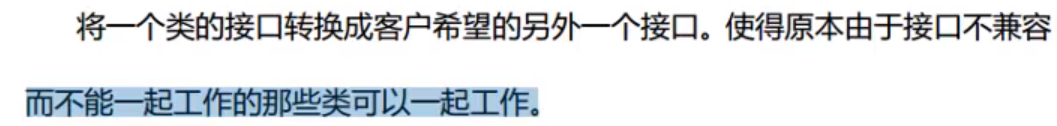 将一个类的接口转换成客户希望的另外一个接口。使得原本由于接口不兼容
而不能一起工作的那些类可以一起工作。